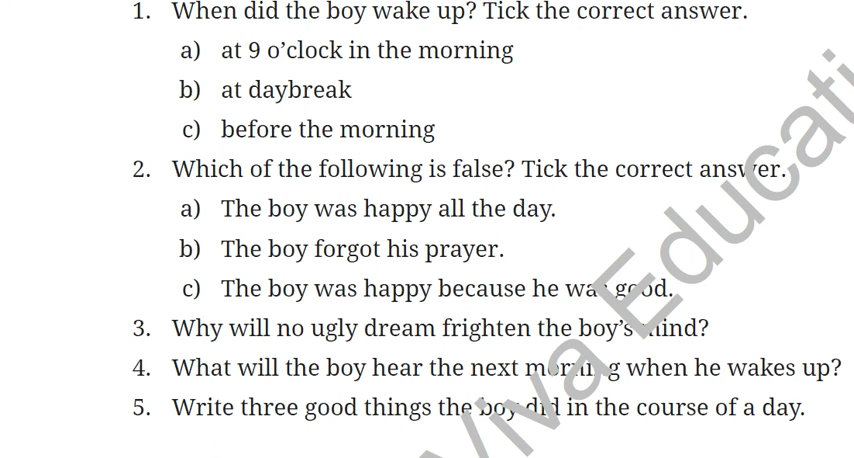 1. When did the boy wake up? Tick the correct answer.
a) at 9 o’clock in the morning
b) at daybreak
c) before the morning
2. Which of the following is false? Tick the correct answer.
a) The boy was happy all the day.
b) The boy forgot his prayer.
c) The boy was happy because he was good.
3. Why will no ugly dream frighten the boy’s mind?
4. What will the boy hear the next morning when he wakes up?
5. Write three good things the boy did in the course of a day.
Viva Educati